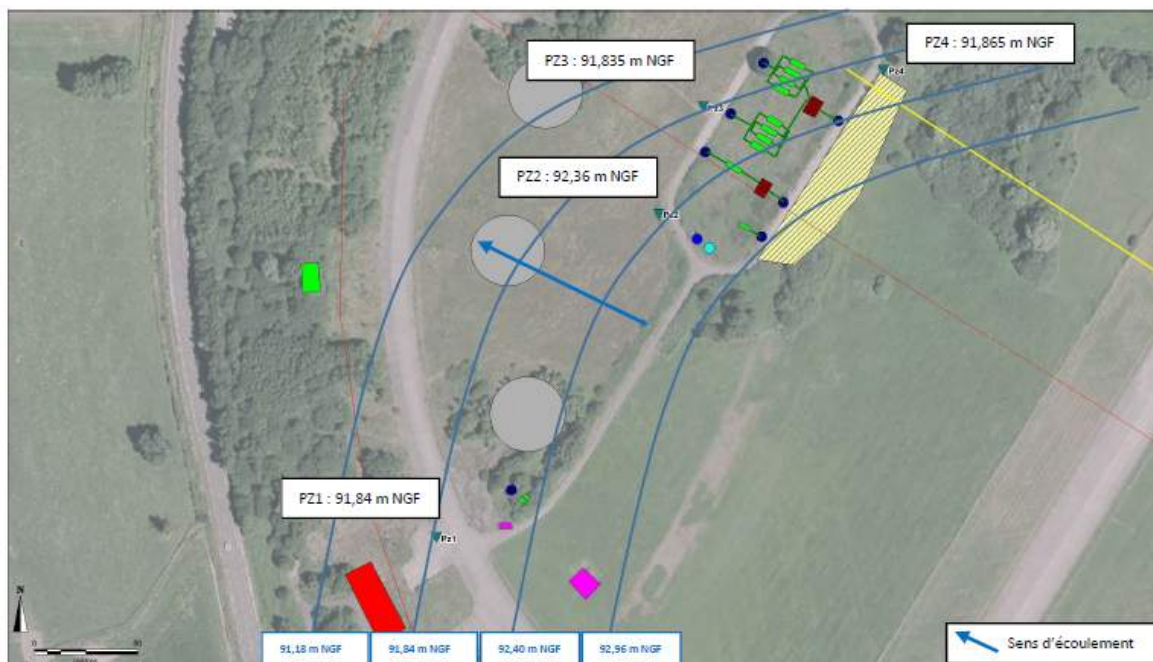 PZ3 : 91,835 m NGF
PZ4 : 91,865 m NGF
Pz4
Pz3
PZ2 : 92,36 m NGF
Pz2
PZ1 : 91,84 m NGF
Pz1
N
0
91,18 m NGF
91,84 m NGF
92,40 m NGF
92,96 m NGF
Sens d'écoulement